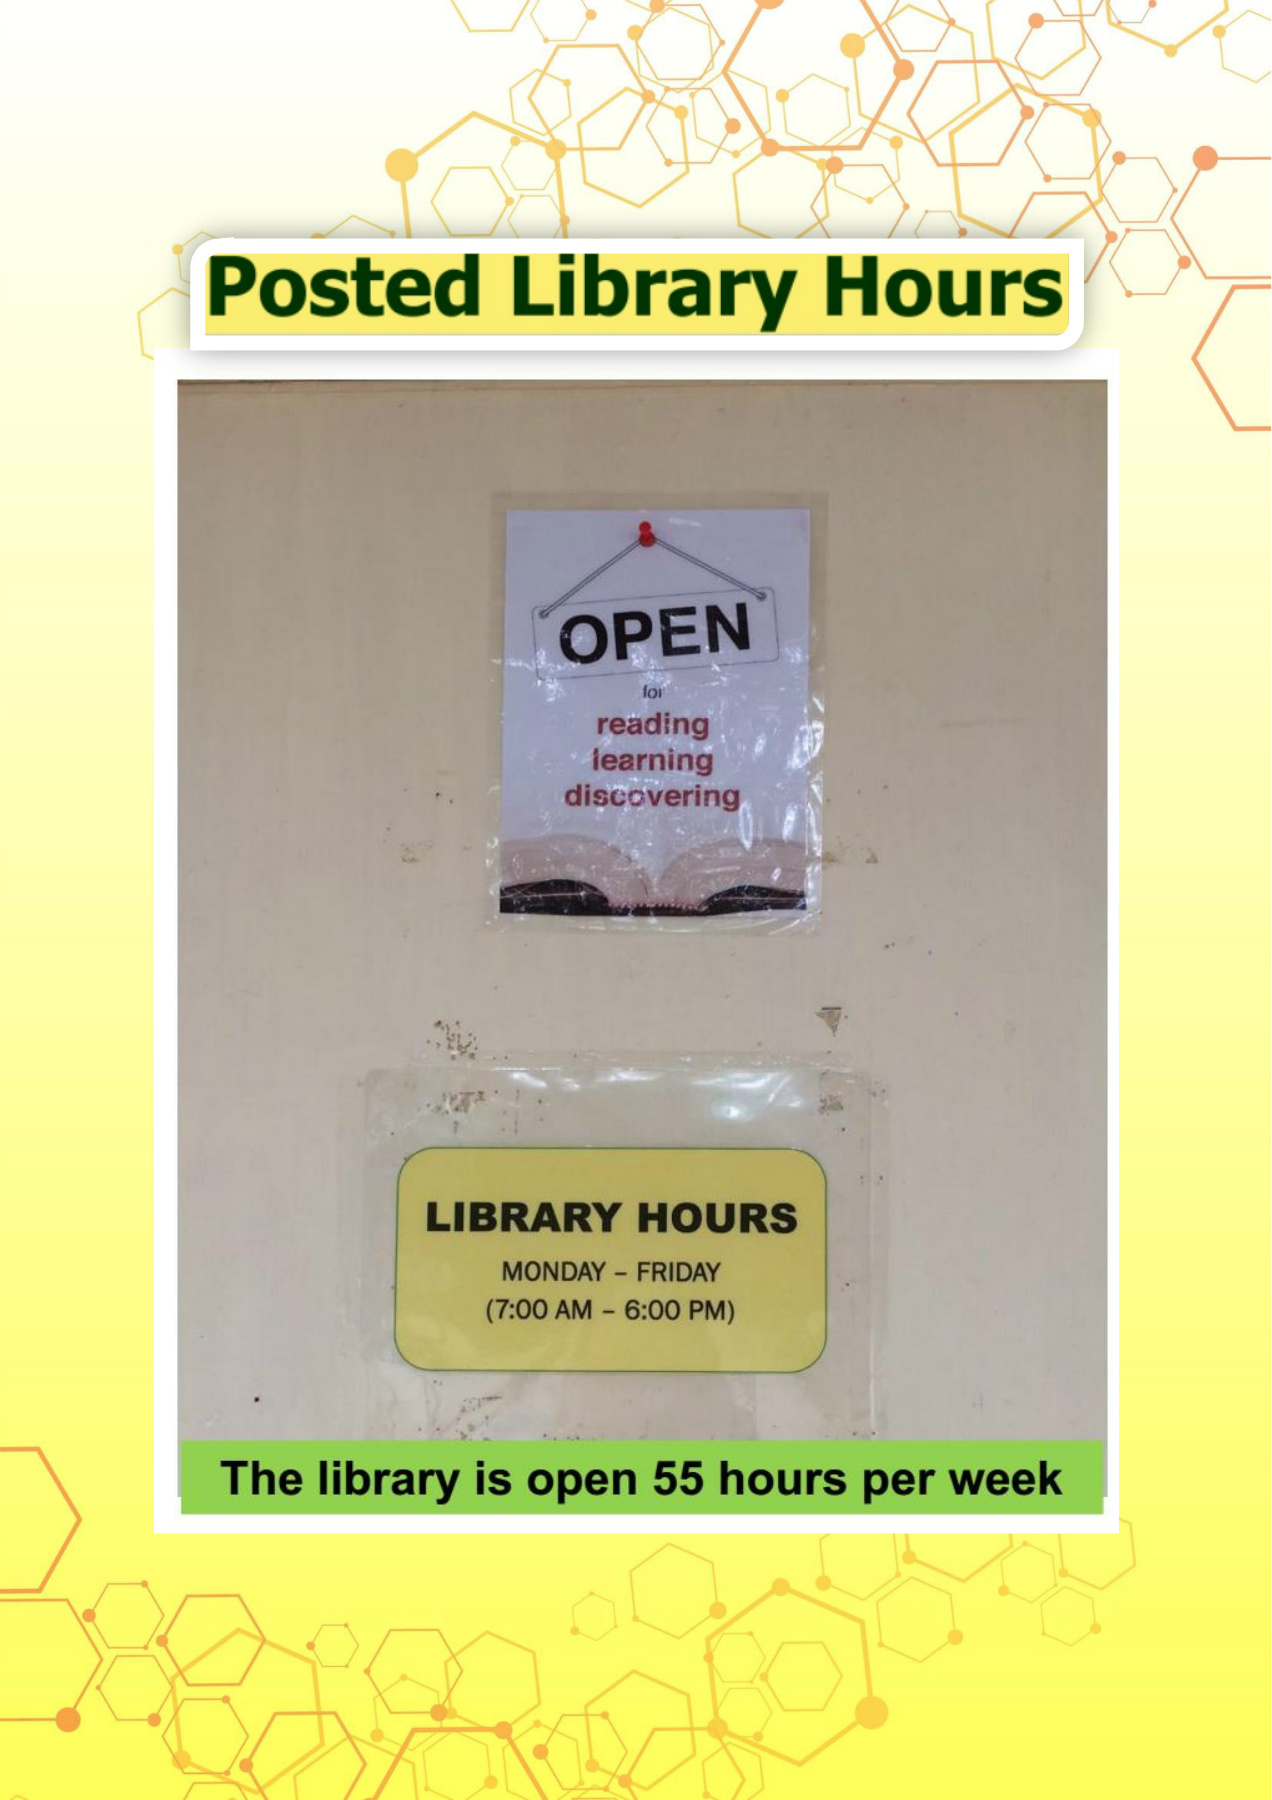 Posted Library Hours
OPEN
for
reading
learning
discovering
LIBRARY HOURS
MONDAY – FRIDAY
(7:00 AM – 6:00 PM)
The library is open 55 hours per week